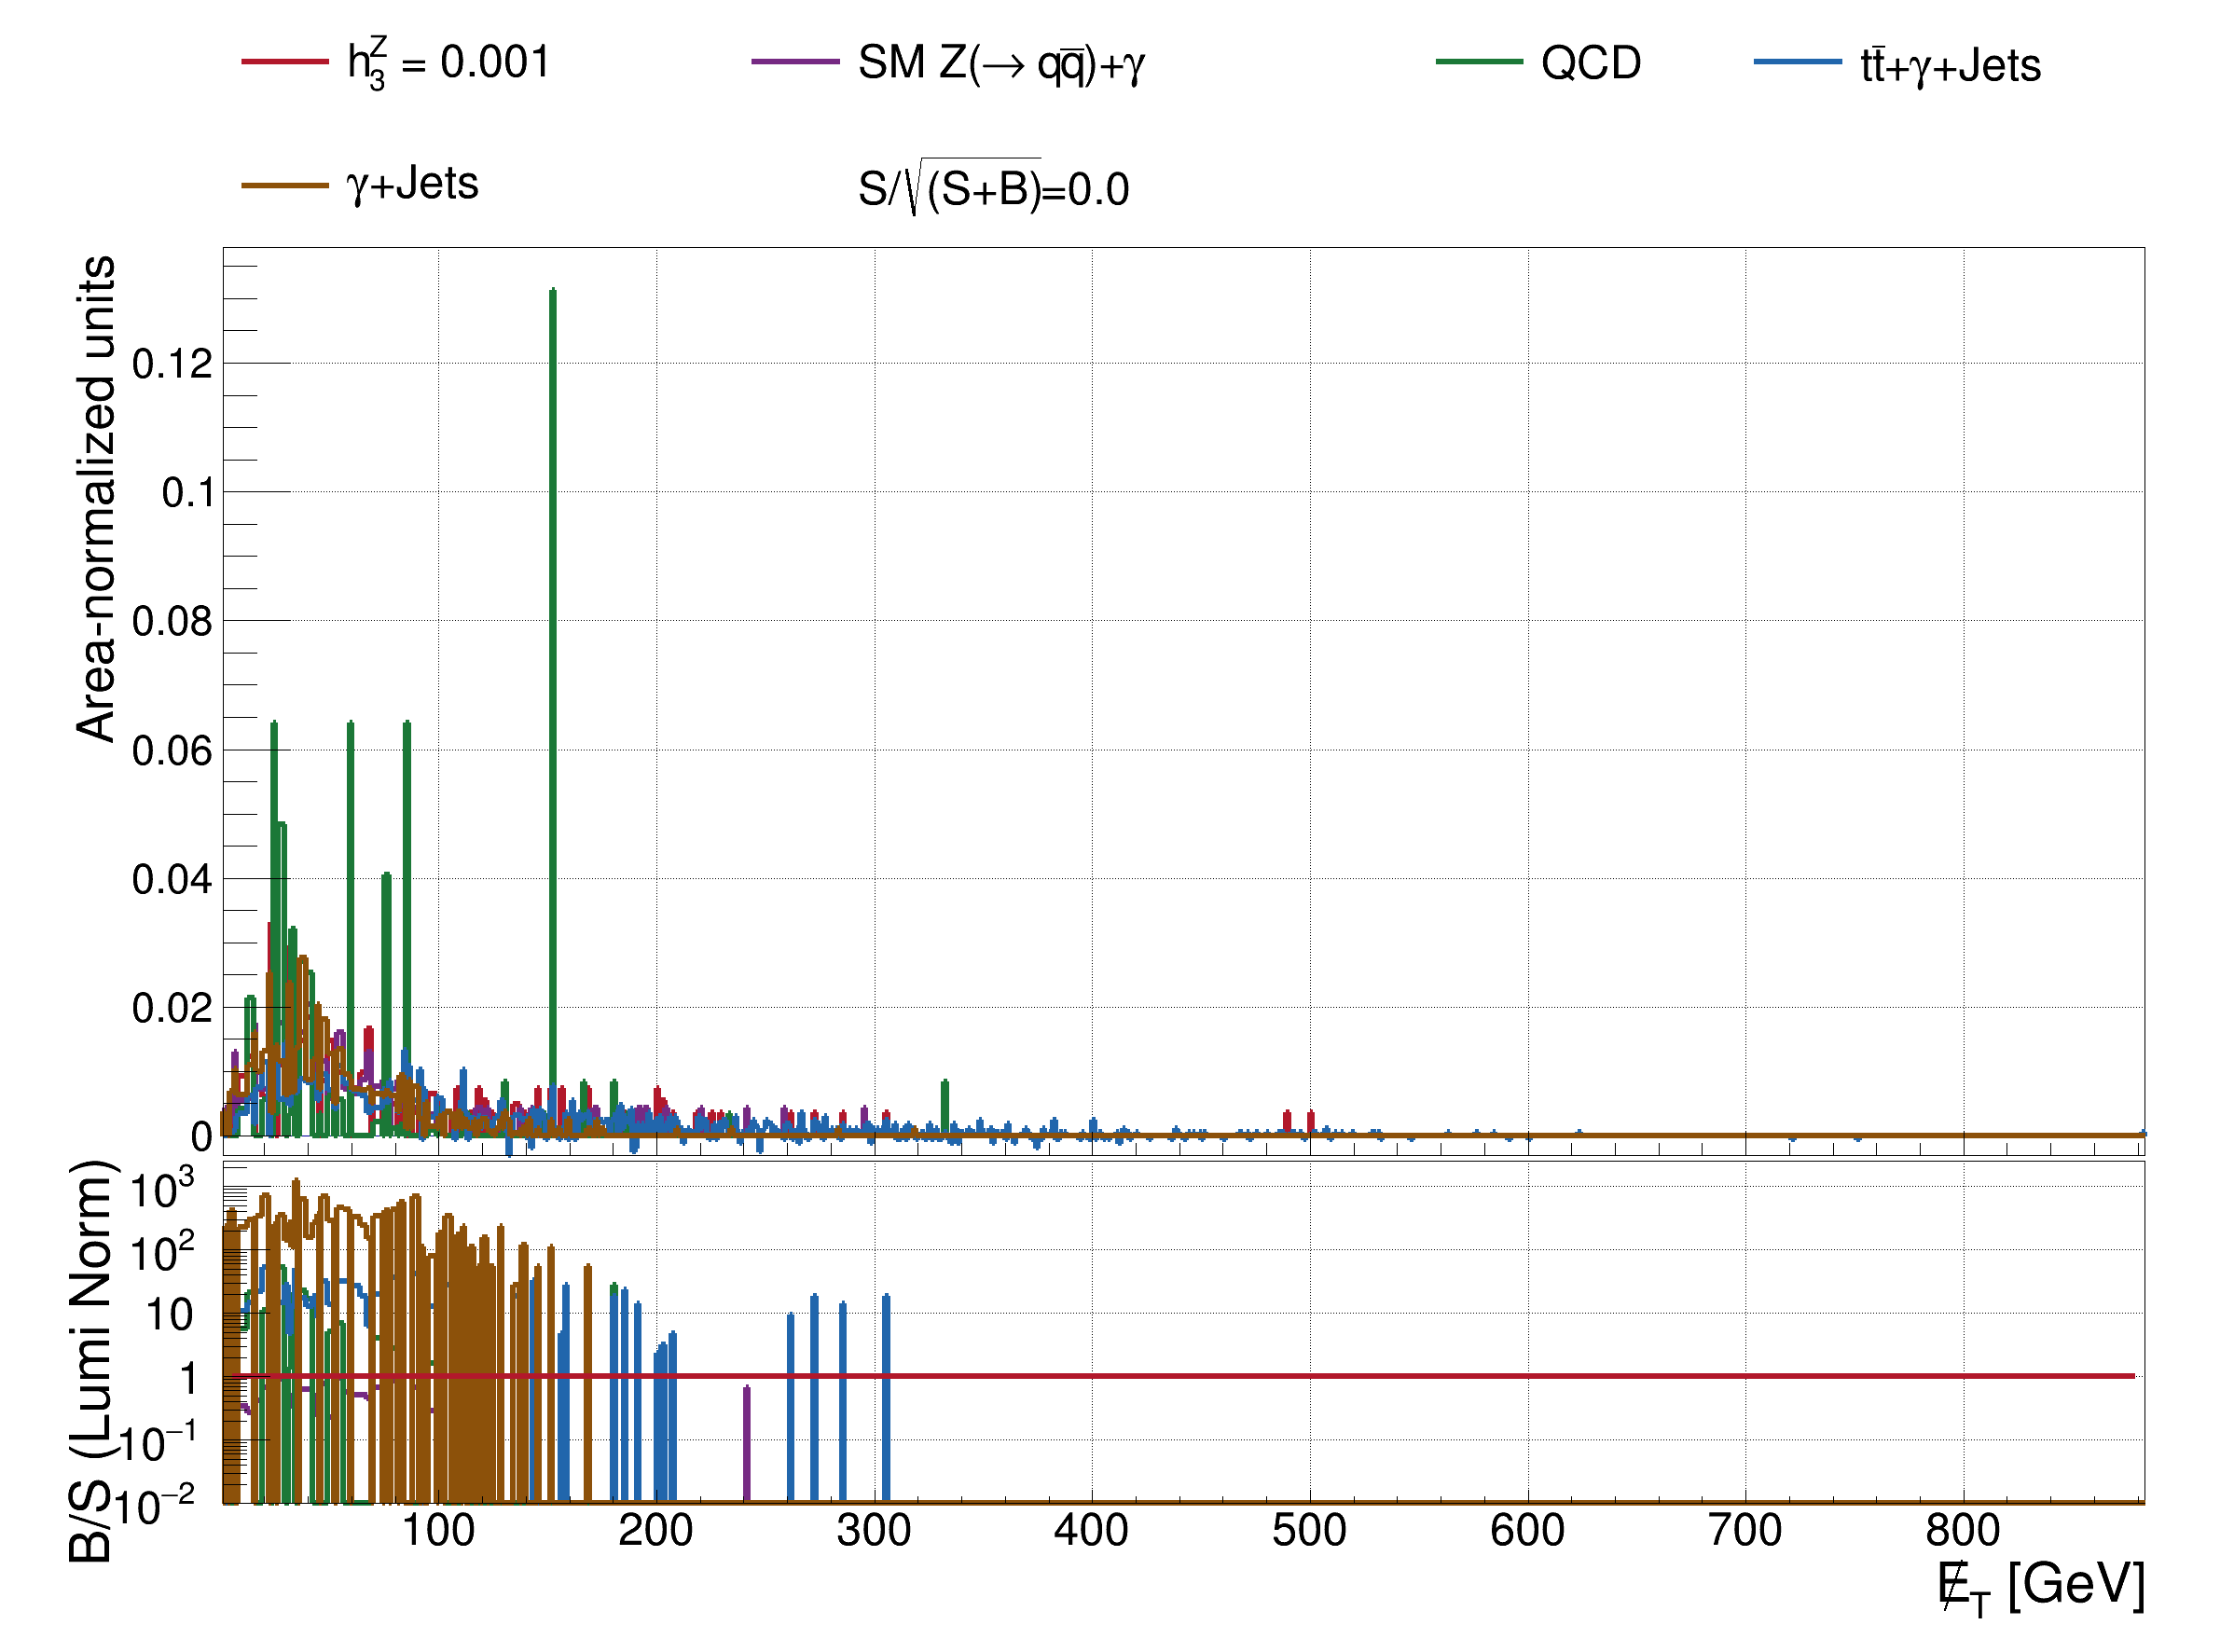 h₃ᶻ = 0.001
SM Z(→ qq̄)+γ
QCD
tt̄+γ+Jets
γ+Jets
S/√(S+B)=0.0
Area-normalized units
0.12
0.1
0.08
0.06
0.04
0.02
0
B/S (Lumi Norm)
10³
10²
10
1
10⁻¹
10⁻²
100 200 300 400 500 600 700 800
E̸_T [GeV]